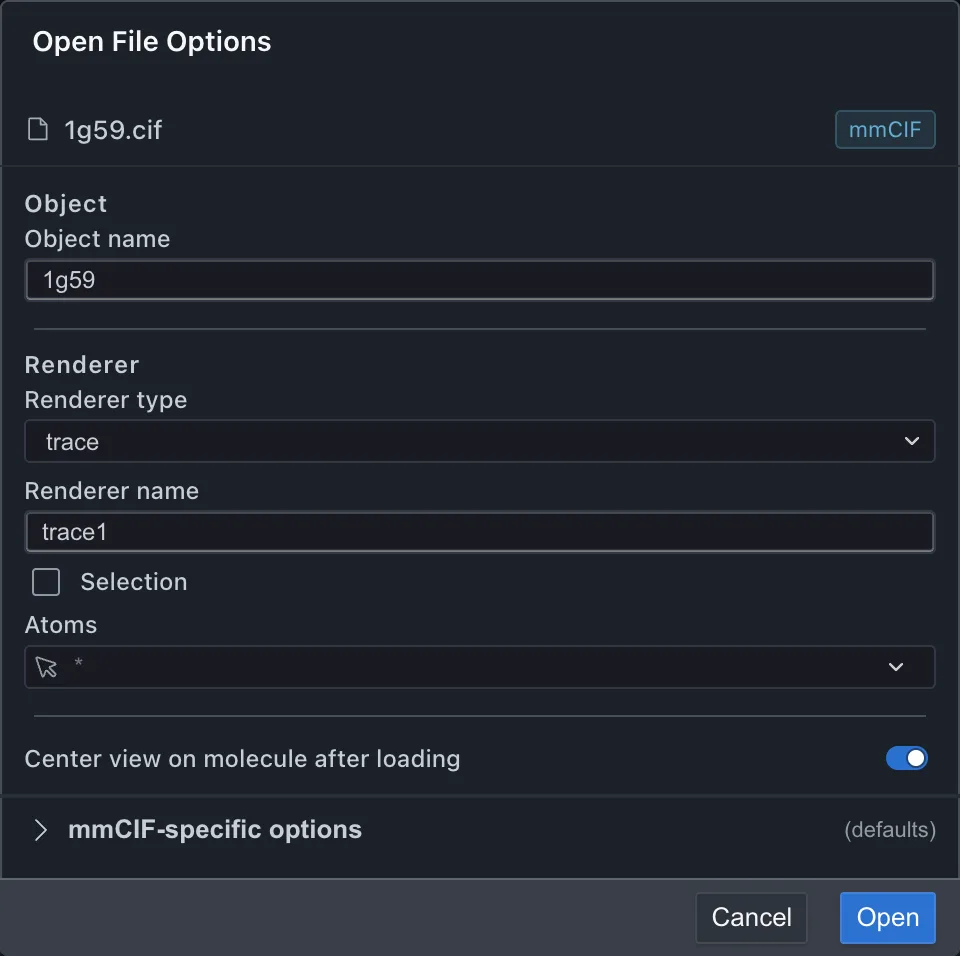 Open File Options
1g59.cif mmCIF
Object
Object name
1g59
Renderer
Renderer type
trace
Renderer name
trace1
Selection
Atoms
*
Center view on molecule after loading
mmCIF-specific options (defaults)
Cancel Open